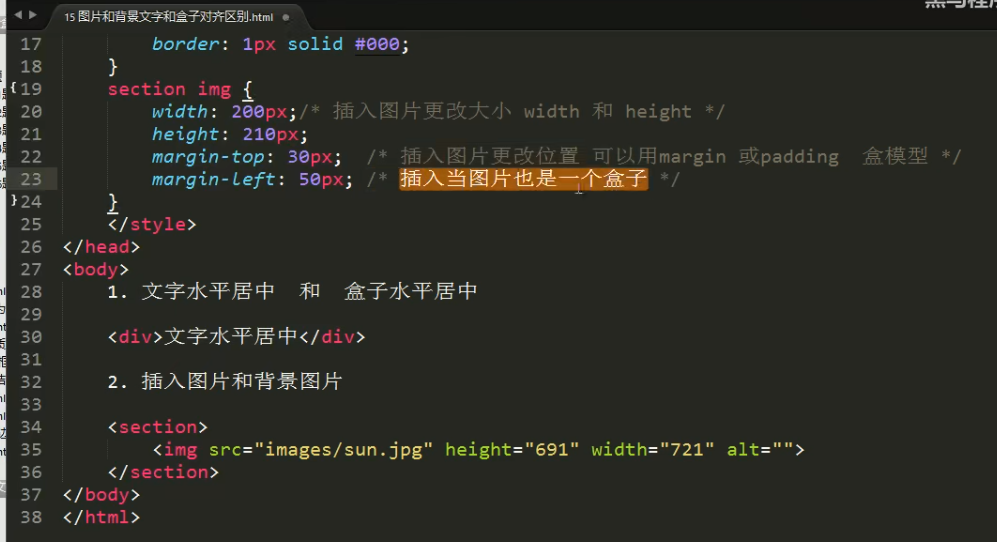 15 图片和背景文字和盒子对齐区别.html
17 border: 1px solid #000;
18 }
19 section img {
20 width: 200px;/* 插入图片更改大小 width 和 height */
21 height: 210px;
22 margin-top: 30px; /* 插入图片更改位置 可以用margin 或padding 盒模型 */
23 margin-left: 50px; /* 插入当图片也是一个盒子 */
24 }
25 </style>
26 </head>
27 <body>
28 1. 文字水平居中 和 盒子水平居中
29
30 <div>文字水平居中</div>
31
32 2. 插入图片和背景图片
33
34 <section>
35 <img src="images/sun.jpg" height="691" width="721" alt="">
36 </section>
37 </body>
38 </html>